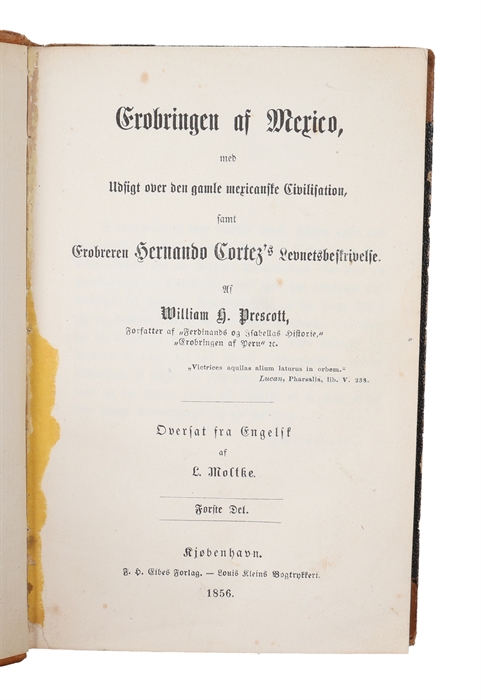 Erobringen af Mexico,
med
Udsigt over den gamle mexicanske Civilisation,
samt
Erobreren Hernando Cortez's Levnetsbeskrivelse.
Af
William H. Prescott,
Forfatter af „Ferdinands og Isabellas Historie,“
„Erobringen af Peru“ ꝛc.
„Victrices aquilas alium laturus in orbem.“
Lucan, Pharsalia, lib. V. 238.
Oversat fra Engelsk
af
L. Moltke.
Første Del.
Kjøbenhavn.
F. H. Eibes Forlag. — Louis Kleins Bogtrykkeri.
1856.